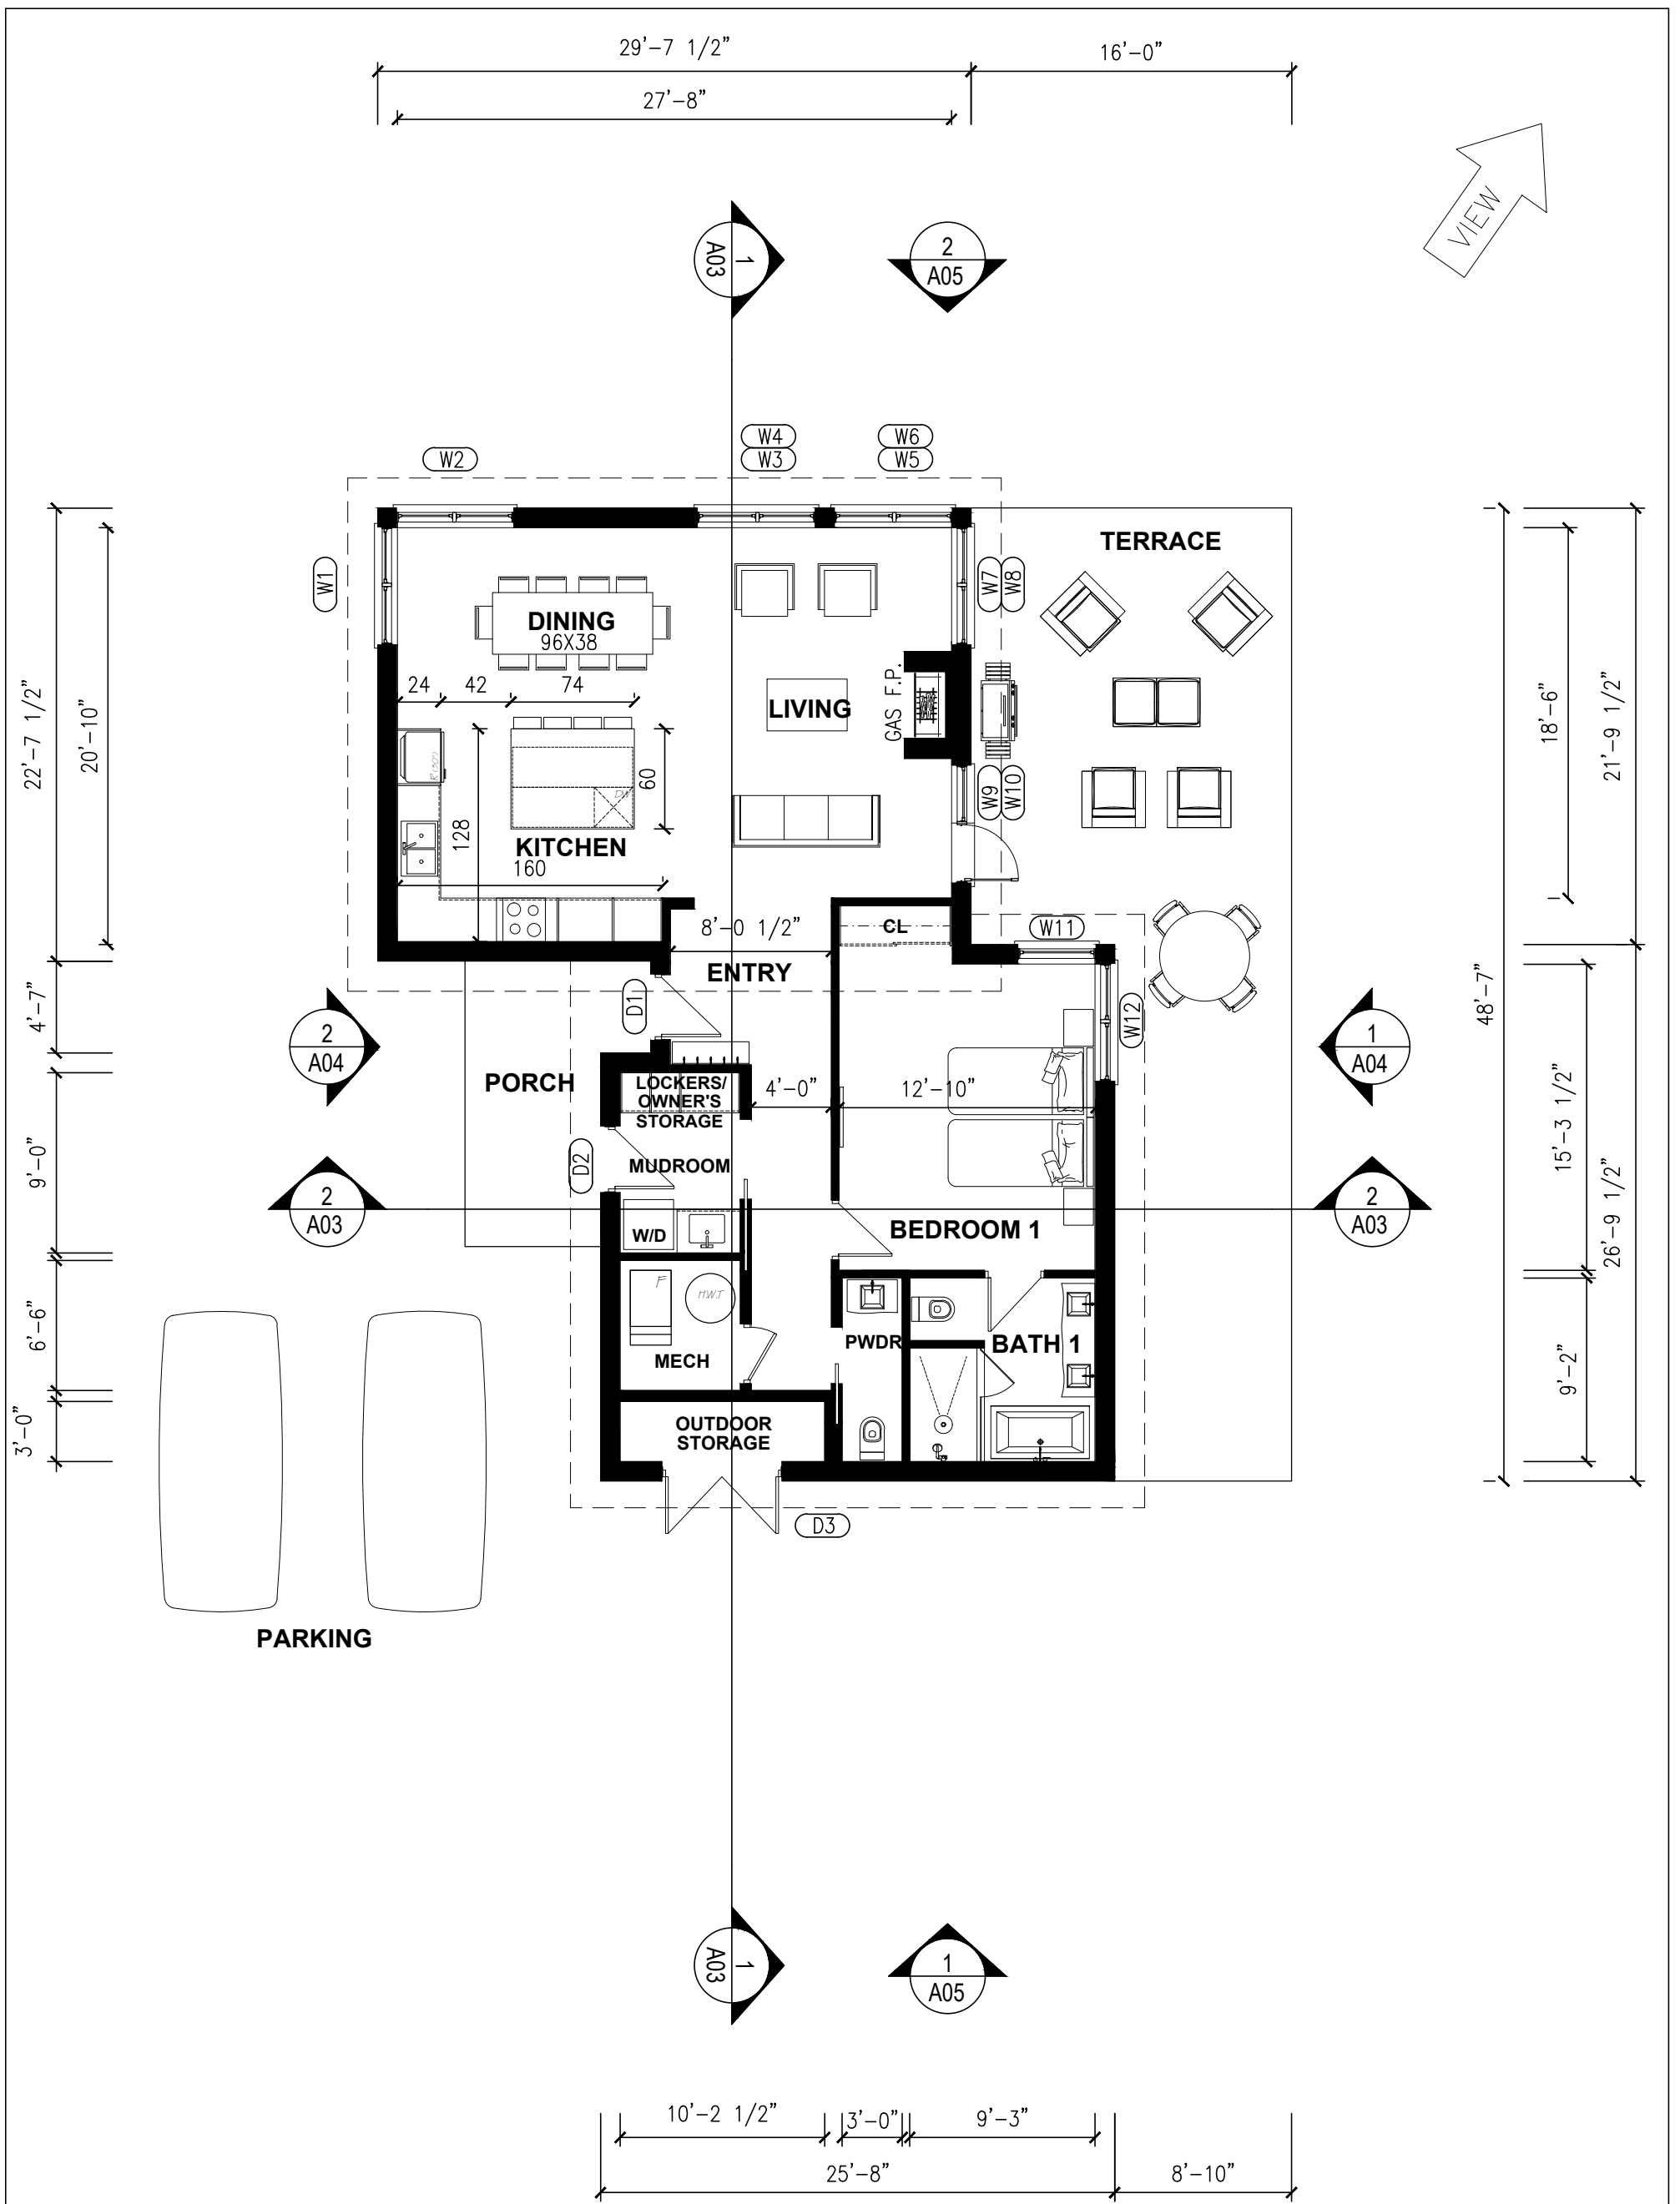 29'-7 1/2" 16'-0"
27'-8"
VIEW
1
A03
2
A05
W4
W3
W6
W5
W2
W1
W7
W8
TERRACE
DINING
96X38
24 42 74
LIVING
GAS F.P.
W9
W10
60
DW
128
KITCHEN
160
22'-7 1/2"
20'-10"
18'-6"
21'-9 1/2"
48'-7"
8'-0 1/2"
CL
W11
ENTRY
D1
W12
4'-7"
2
A04
1
A04
PORCH
LOCKERS/
OWNER'S
STORAGE
4'-0" 12'-10"
15'-3 1/2"
26'-9 1/2"
9'-0"
D2
MUDROOM
2
A03
2
A03
W/D
BEDROOM 1
F
H.W.T
6'-6"
MECH
PWDR
BATH 1
9'-2"
3'-0"
OUTDOOR
STORAGE
D3
PARKING
1
A03
1
A05
10'-2 1/2" 3'-0" 9'-3"
25'-8" 8'-10"